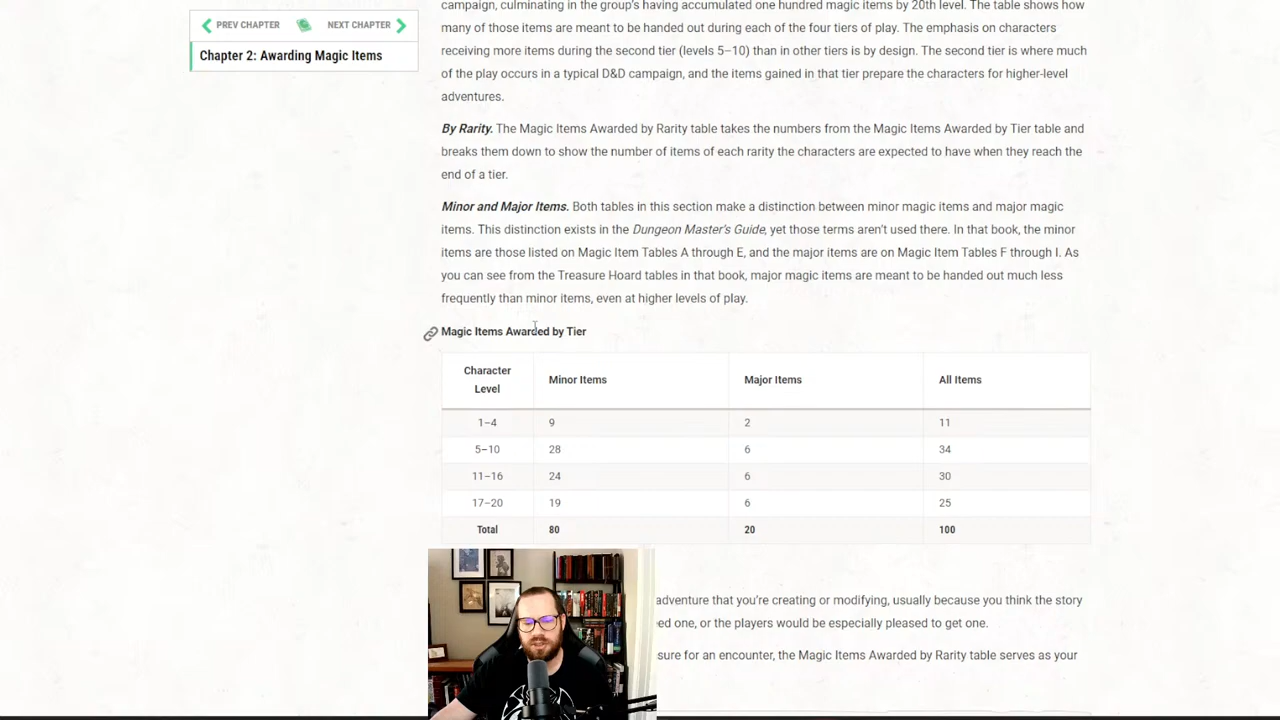 PREV CHAPTER
NEXT CHAPTER
Chapter 2: Awarding Magic Items
campaign, culminating in the group's having accumulated one hundred magic items by 20th level. The table shows how
many of those items are meant to be handed out during each of the four tiers of play. The emphasis on characters
receiving more items during the second tier (levels 5–10) than in other tiers is by design. The second tier is where much
of the play occurs in a typical D&D campaign, and the items gained in that tier prepare the characters for higher-level
adventures.
By Rarity. The Magic Items Awarded by Rarity table takes the numbers from the Magic Items Awarded by Tier table and
breaks them down to show the number of items of each rarity the characters are expected to have when they reach the
end of a tier.
Minor and Major Items. Both tables in this section make a distinction between minor magic items and major magic
items. This distinction exists in the Dungeon Master's Guide, yet those terms aren't used there. In that book, the minor
items are those listed on Magic Item Tables A through E, and the major items are on Magic Item Tables F through I. As
you can see from the Treasure Hoard tables in that book, major magic items are meant to be handed out much less
frequently than minor items, even at higher levels of play.
Magic Items Awarded by Tier
Character
Level
Minor Items
Major Items
All Items
1–4 9 2 11
5–10 28 6 34
11–16 24 6 30
17–20 19 6 25
Total 80 20 100
adventure that you're creating or modifying, usually because you think the story
ed one, or the players would be especially pleased to get one.
sure for an encounter, the Magic Items Awarded by Rarity table serves as your